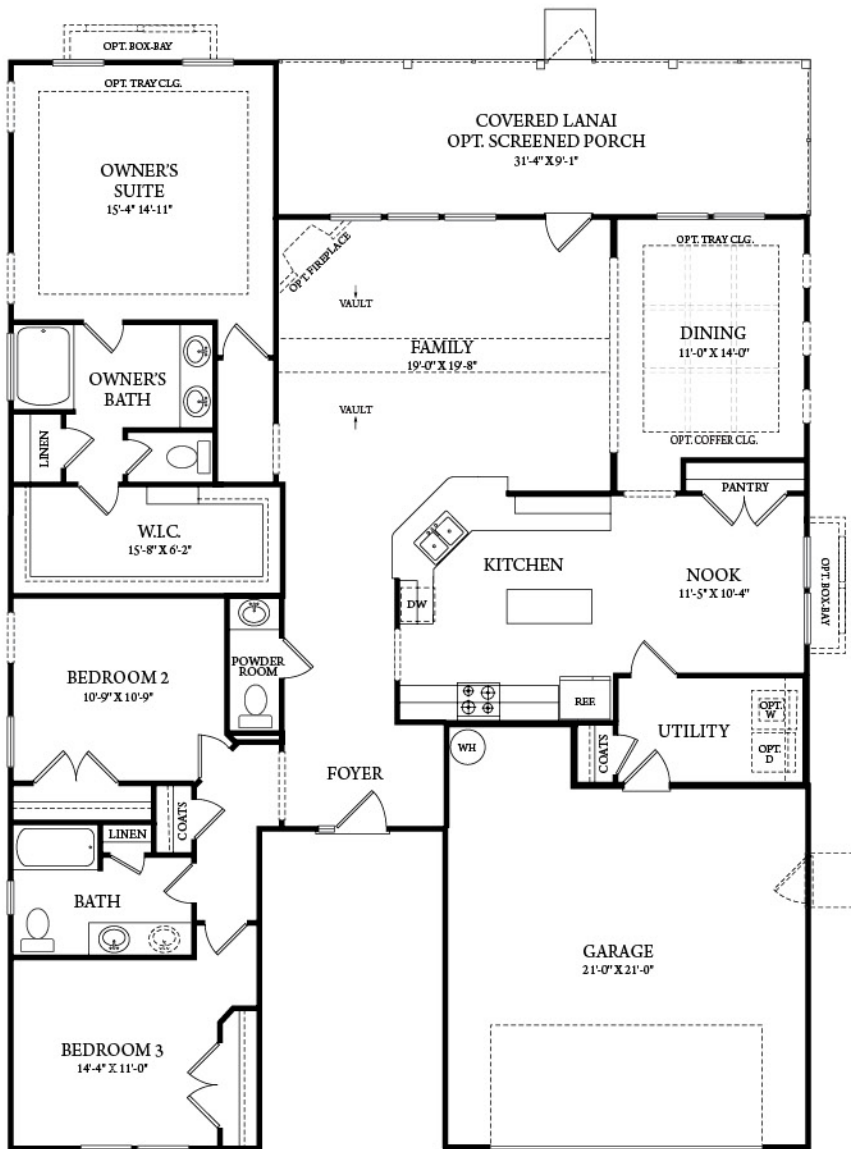 OPT. BOX-BAY
OPT. TRAY CLG.
OWNER'S
SUITE
15'-4" 14'-11"
COVERED LANAI
OPT. SCREENED PORCH
31'-4" X 9'-1"
OPT. FIREPLACE
VAULT
FAMILY
19'-0" X 19'-8"
VAULT
OPT. TRAY CLG.
DINING
11'-0" X 14'-0"
OPT. COFFER CLG.
OWNER'S
BATH
LINEN
W.I.C.
15'-8" X 6'-2"
PANTRY
KITCHEN
NOOK
11'-5" X 10'-4"
OPT. BOX-BAY
DW
REF.
POWDER
ROOM
BEDROOM 2
10'-9" X 10'-9"
UTILITY
OPT.
W
OPT.
D
COATS
WH
FOYER
COATS
LINEN
BATH
GARAGE
21'-0" X 21'-0"
BEDROOM 3
14'-4" X 11'-0"